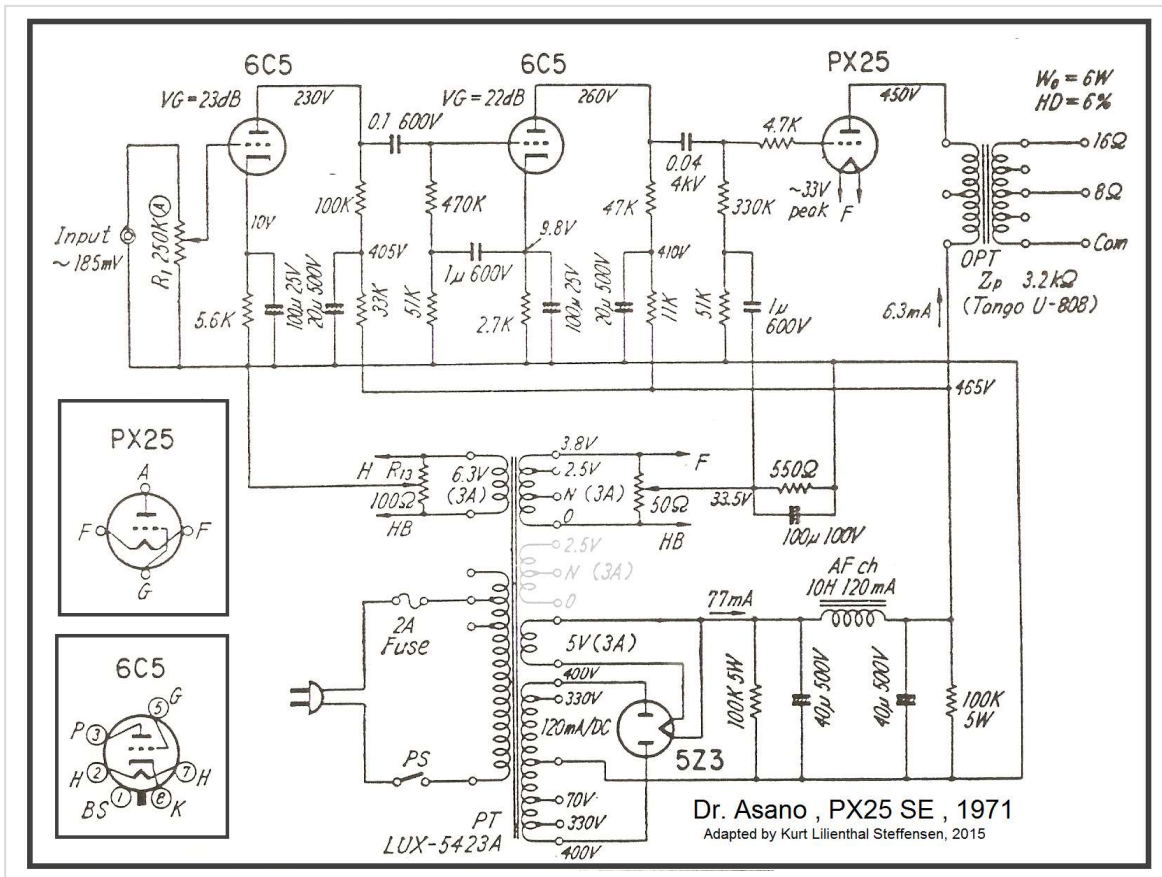 6C5
6C5
PX25
VG=23dB
230V
VG=22dB
260V
450V
W₀ = 6W
HD = 6%
0.1 600V
0.04
4kV
4.7K
~33V
peak
F
16Ω
8Ω
Com
OPT
Zp 3.2kΩ
(Tango U-808)
Input
~ 185mV
R₁ 250KⒶ
10V
100K
405V
470K
9.8V
47K
410V
330K
1μ 600V
5.6K
100μ 25V
20μ 500V
33K
51K
2.7K
100μ 25V
20μ 500V
11K
51K
1μ
600V
6.3mA
465V
PX25
A
F
F
G
6C5
P ③
⑤ G
H ②
⑦ H
BS ①
⑧ K
H
R₁₃
100Ω
HB
6.3V
(3A)
3.8V
2.5V
N (3A)
0
F
50Ω
HB
33.5V
550Ω
100μ 100V
2.5V
N (3A)
0
2A
Fuse
PS
PT
LUX-5423A
5V (3A)
400V
330V
120mA/DC
70V
330V
400V
5Z3
77mA
AF ch
10H 120mA
100K 5W
40μ 500V
40μ 500V
100K
5W
Dr. Asano , PX25 SE , 1971
Adapted by Kurt Lilienthal Steffensen, 2015